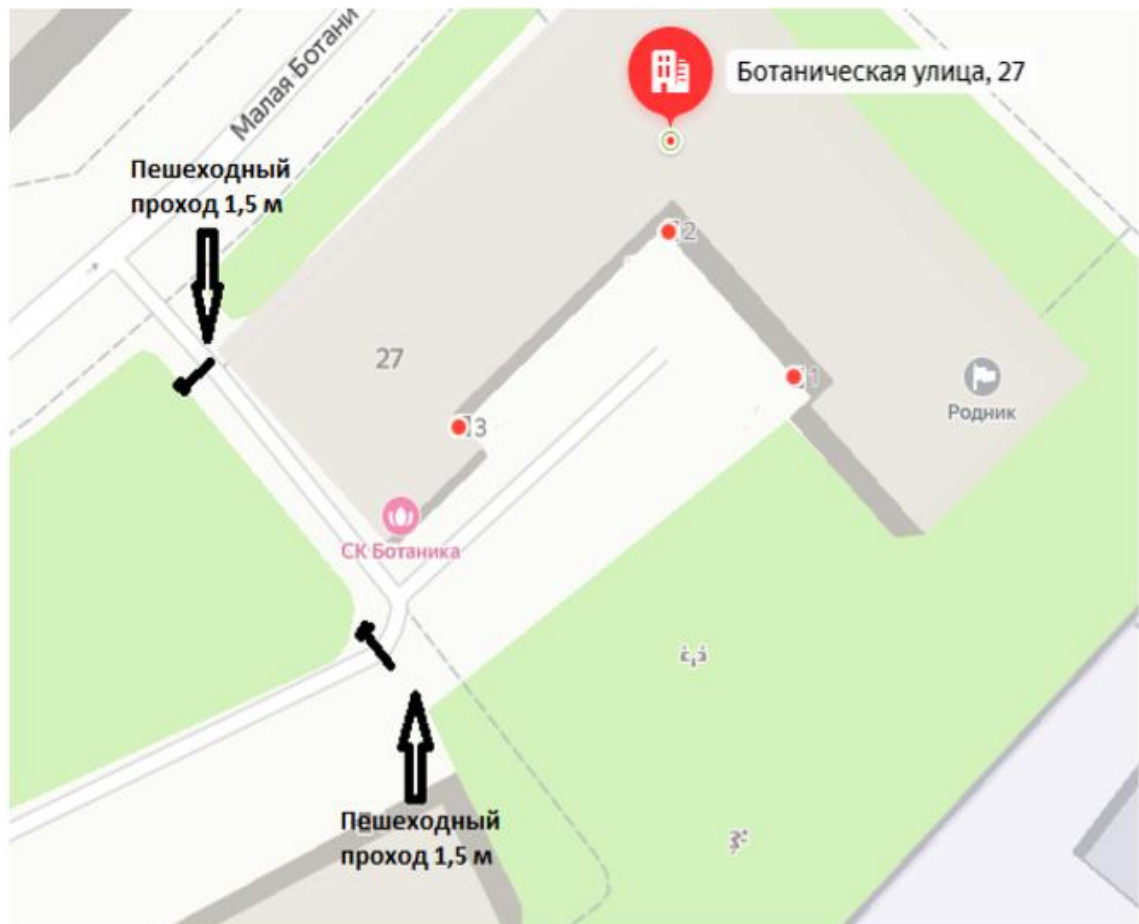 Малая Ботани
Ботаническая улица, 27
Пешеходный
проход 1,5 м
2
27
1
Родник
3
СК Ботаника
Пешеходный
проход 1,5 м